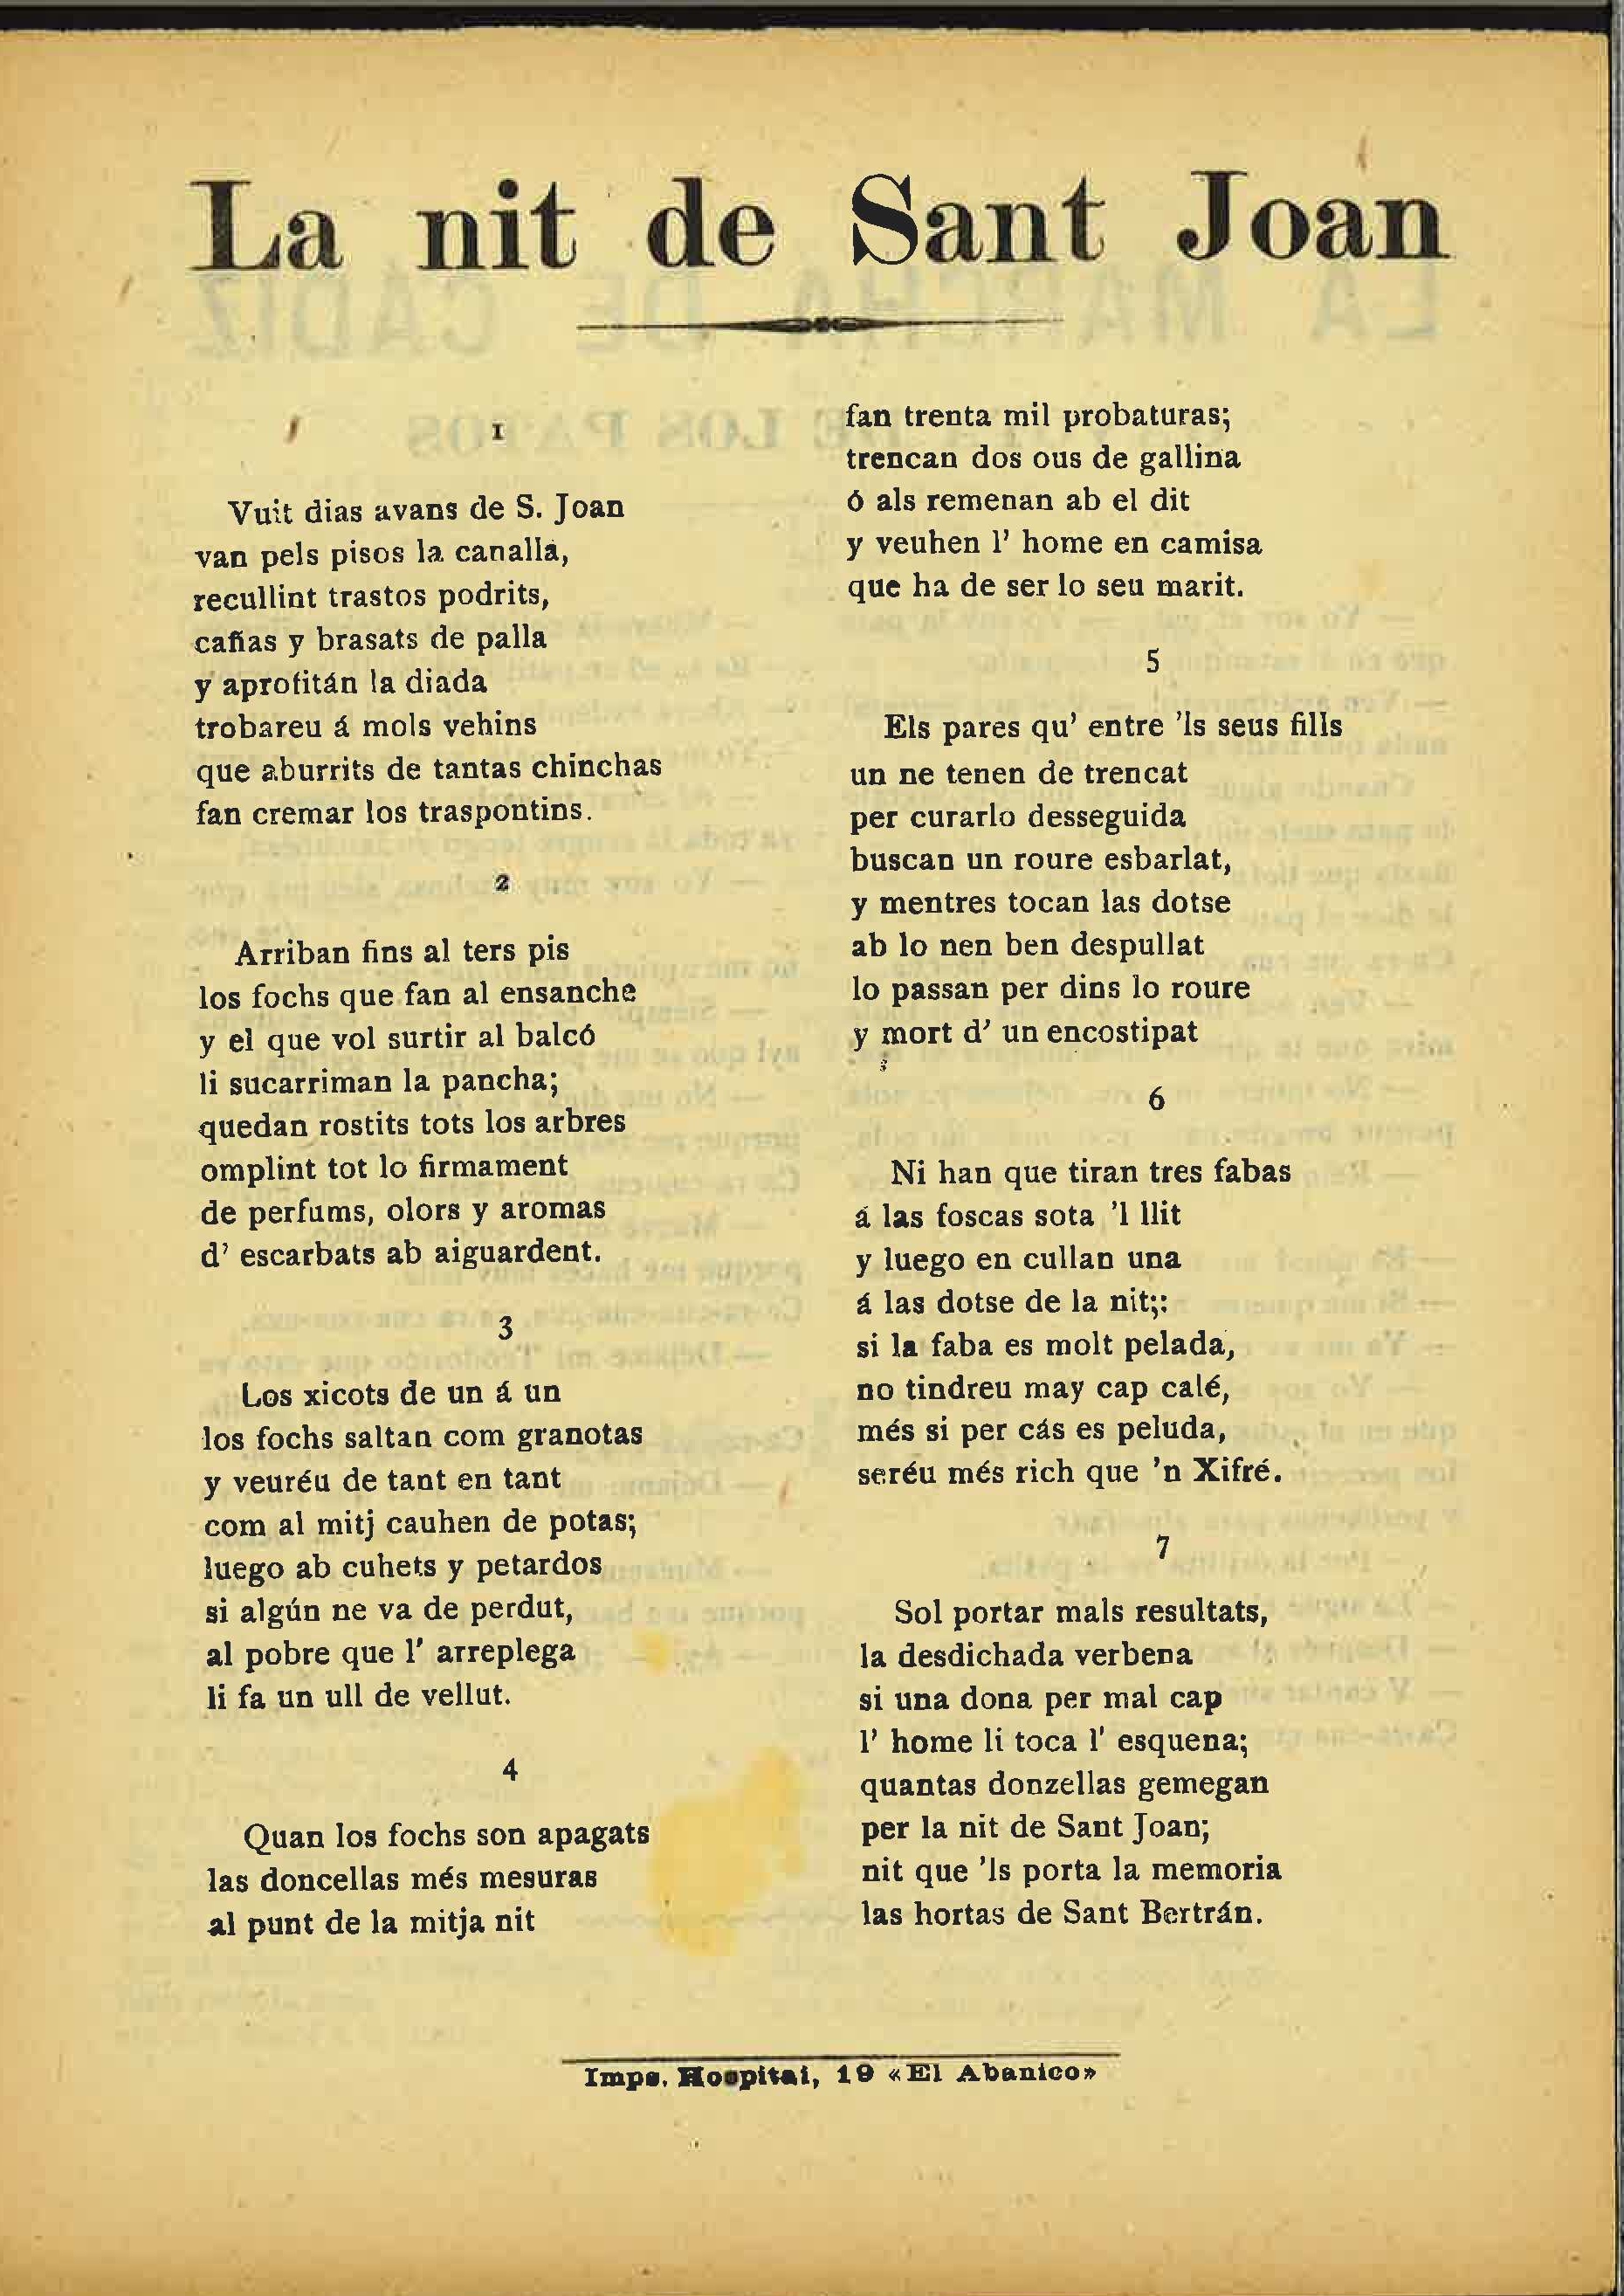 La nit de Sant Joan
1
Vuit dias avans de S. Joan
van pels pisos la canalla,
recullint trastos podrits,
cañas y brasats de palla
y aprofitán la diada
trobareu á mols vehins
que aburrits de tantas chinchas
fan cremar los traspontins.
2
Arriban fins al ters pis
los fochs que fan al ensanche
y el que vol surtir al balcó
li sucarriman la pancha;
quedan rostits tots los arbres
omplint tot lo firmament
de perfums, olors y aromas
d' escarbats ab aiguardent.
3
Los xicots de un á un
los fochs saltan com granotas
y veuréu de tant en tant
com al mitj cauhen de potas;
luego ab cuhets y petardos
si algún ne va de perdut,
al pobre que l' arreplega
li fa un ull de vellut.
4
Quan los fochs son apagats
las doncellas més mesuras
al punt de la mitja nit
fan trenta mil probaturas;
trencan dos ous de gallina
ó als remenan ab el dit
y veuhen l' home en camisa
que ha de ser lo seu marit.
5
Els pares qu' entre 'ls seus fills
un ne tenen de trencat
per curarlo desseguida
buscan un roure esbarlat,
y mentres tocan las dotse
ab lo nen ben despullat
lo passan per dins lo roure
y mort d' un encostipat
6
Ni han que tiran tres fabas
á las foscas sota 'l llit
y luego en cullan una
á las dotse de la nit;:
si la faba es molt pelada,
no tindreu may cap calé,
més si per cás es peluda,
seréu més rich que 'n Xifré.
7
Sol portar mals resultats,
la desdichada verbena
si una dona per mal cap
l' home li toca l' esquena;
quantas donzellas gemegan
per la nit de Sant Joan;
nit que 'ls porta la memoria
las hortas de Sant Bertrán.
Imps. Hospital, 19 «El Abanico»